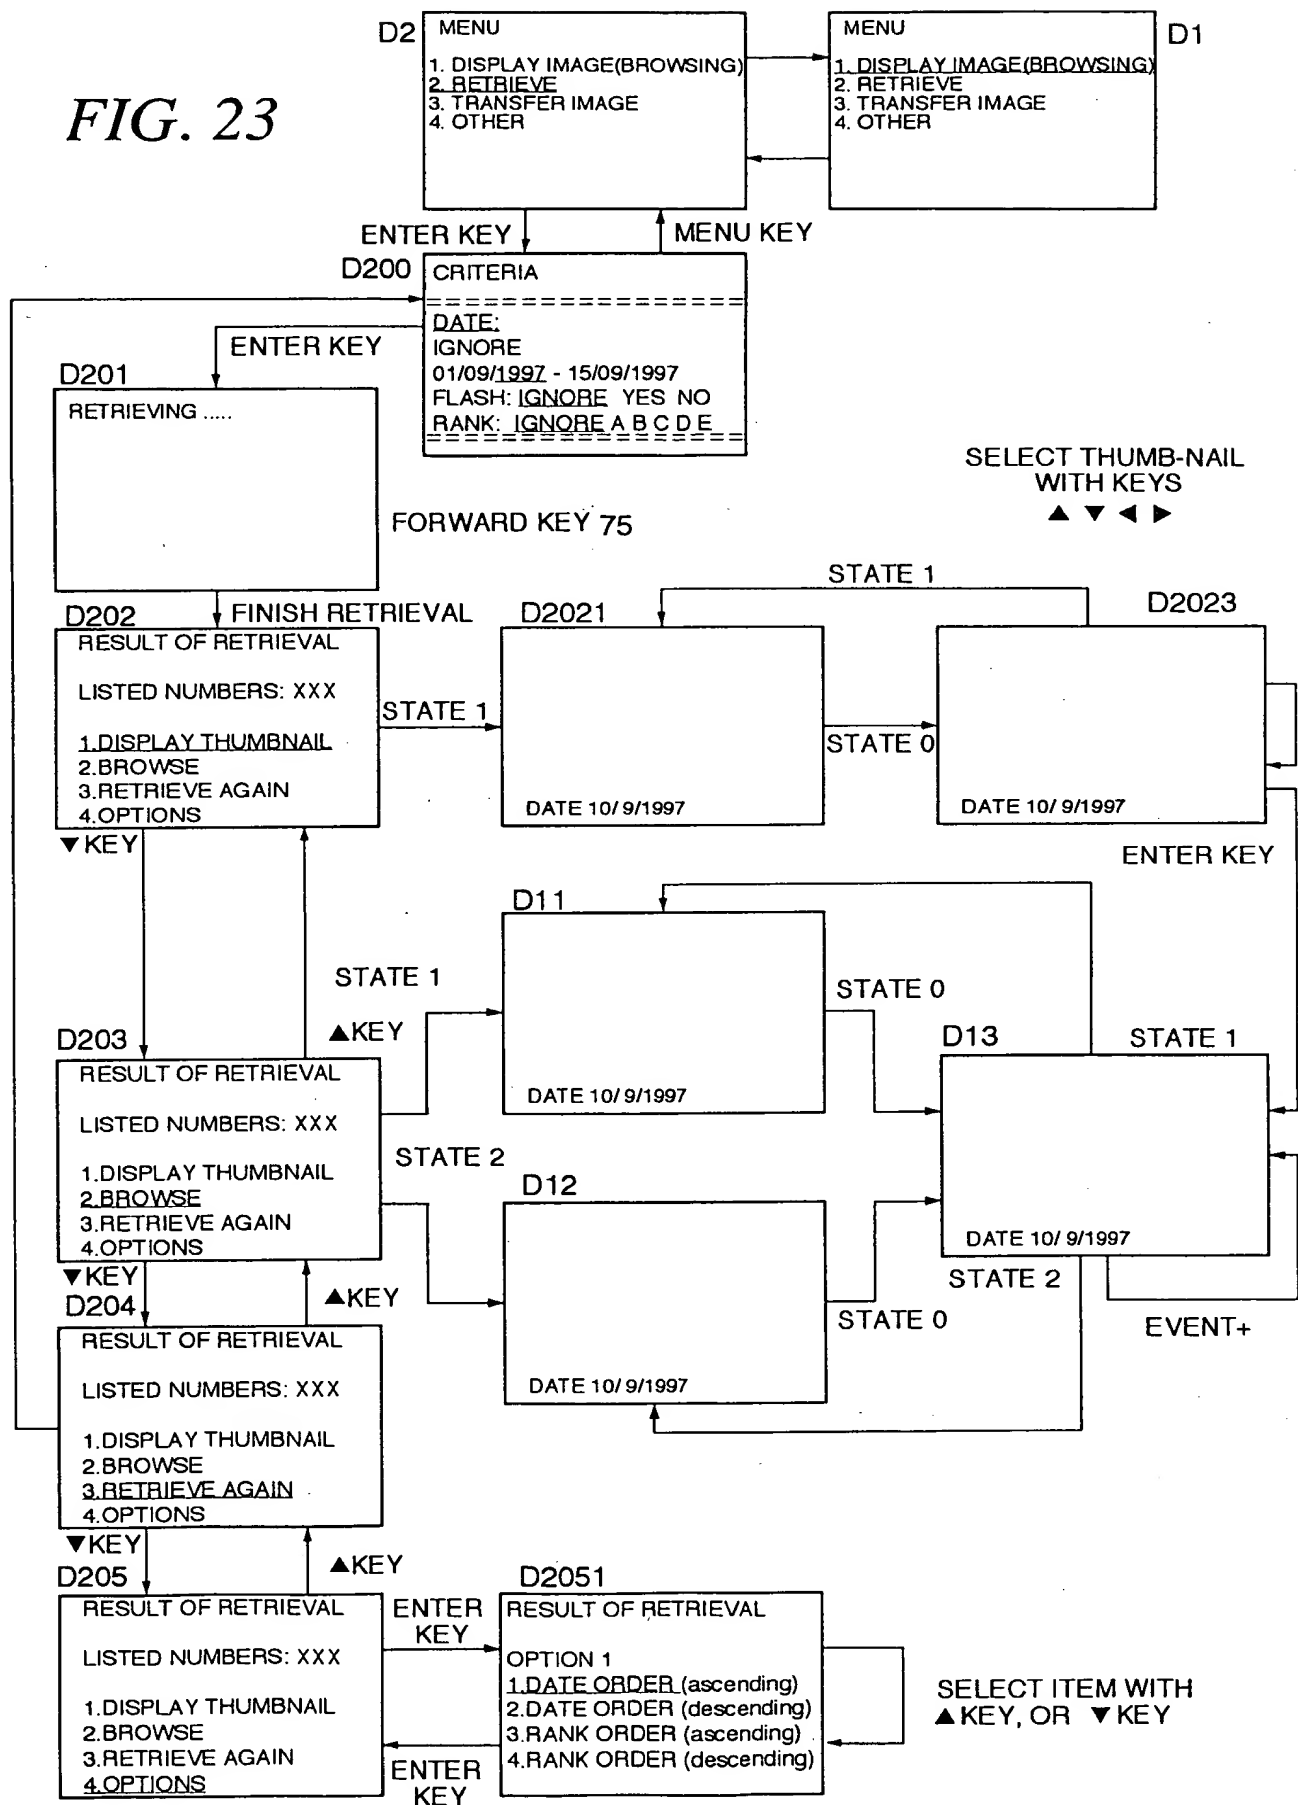 FIG. 23
D2
MENU
1. DISPLAY IMAGE(BROWSING)
2. RETRIEVE
3. TRANSFER IMAGE
4. OTHER
D1
MENU
1. DISPLAY IMAGE(BROWSING)
2. RETRIEVE
3. TRANSFER IMAGE
4. OTHER
ENTER KEY
MENU KEY
D200
CRITERIA
====================
DATE:
IGNORE
01/09/1997 - 15/09/1997
FLASH: IGNORE YES NO
RANK: IGNORE A B C D E
====================
ENTER KEY
D201
RETRIEVING .....
FORWARD KEY 75
SELECT THUMB-NAIL
WITH KEYS
▲ ▼ ◀ ▶
FINISH RETRIEVAL
D202
RESULT OF RETRIEVAL
LISTED NUMBERS: XXX
1.DISPLAY THUMBNAIL
2.BROWSE
3.RETRIEVE AGAIN
4.OPTIONS
STATE 1
D2021
DATE 10/ 9/1997
STATE 1
STATE 0
D2023
DATE 10/ 9/1997
ENTER KEY
▼KEY
▲KEY
D203
RESULT OF RETRIEVAL
LISTED NUMBERS: XXX
1.DISPLAY THUMBNAIL
2.BROWSE
3.RETRIEVE AGAIN
4.OPTIONS
STATE 1
D11
DATE 10/ 9/1997
STATE 0
D13
STATE 1
DATE 10/ 9/1997
STATE 2
EVENT+
STATE 2
D12
DATE 10/ 9/1997
STATE 0
▼KEY
▲KEY
D204
RESULT OF RETRIEVAL
LISTED NUMBERS: XXX
1.DISPLAY THUMBNAIL
2.BROWSE
3.RETRIEVE AGAIN
4.OPTIONS
▼KEY
▲KEY
D205
RESULT OF RETRIEVAL
LISTED NUMBERS: XXX
1.DISPLAY THUMBNAIL
2.BROWSE
3.RETRIEVE AGAIN
4.OPTIONS
ENTER
KEY
ENTER
KEY
D2051
RESULT OF RETRIEVAL
OPTION 1
1.DATE ORDER (ascending)
2.DATE ORDER (descending)
3.RANK ORDER (ascending)
4.RANK ORDER (descending)
SELECT ITEM WITH
▲KEY, OR ▼KEY